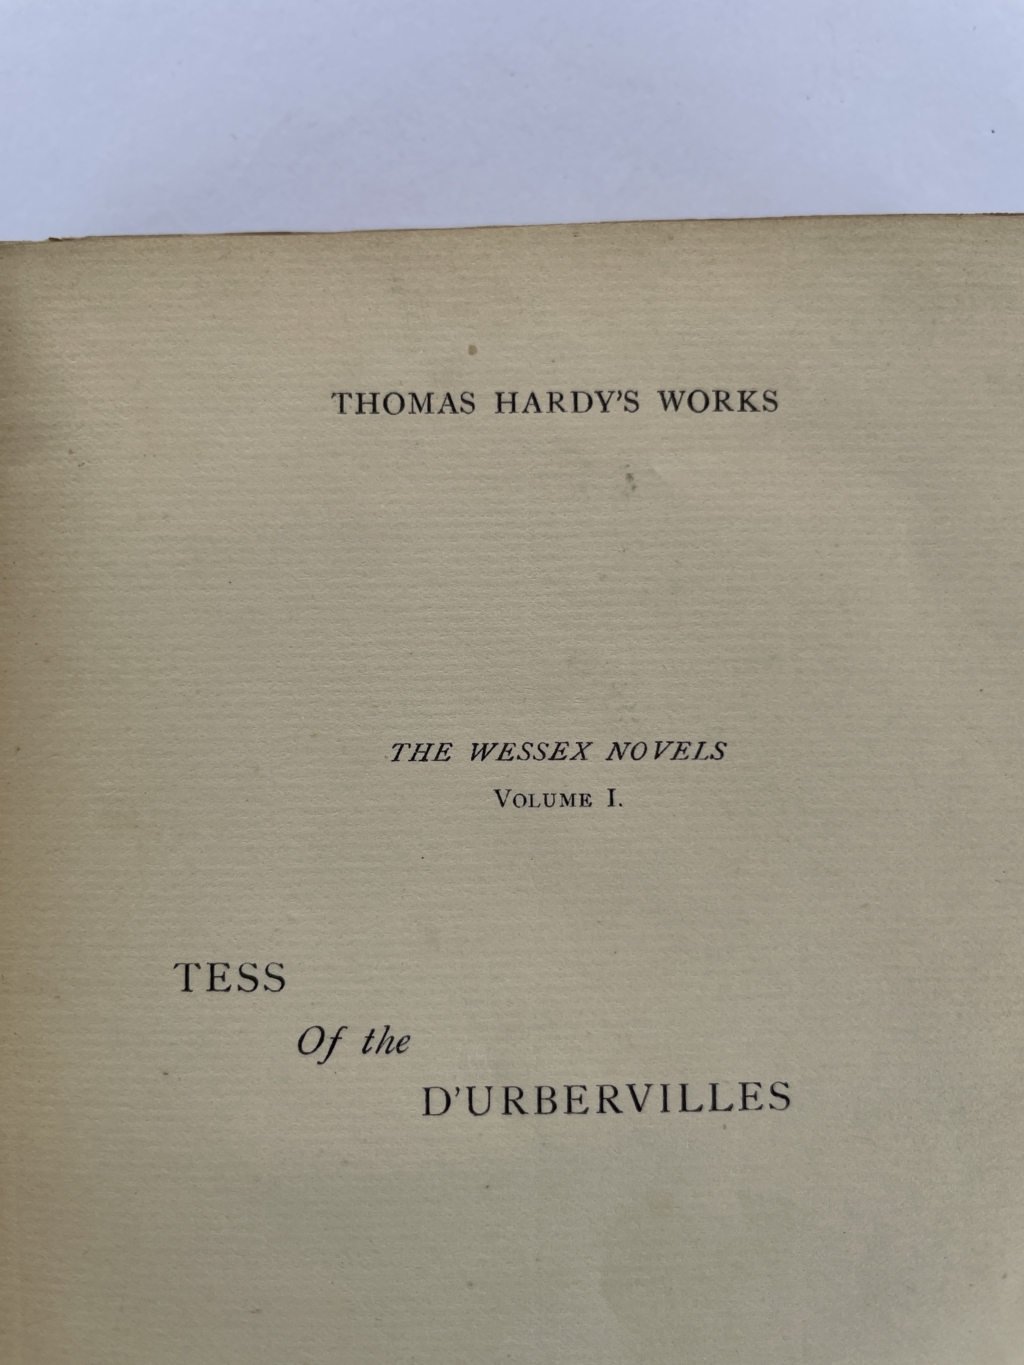 THOMAS HARDY'S WORKS
THE WESSEX NOVELS
VOLUME I.
TESS
Of the
D'URBERVILLES